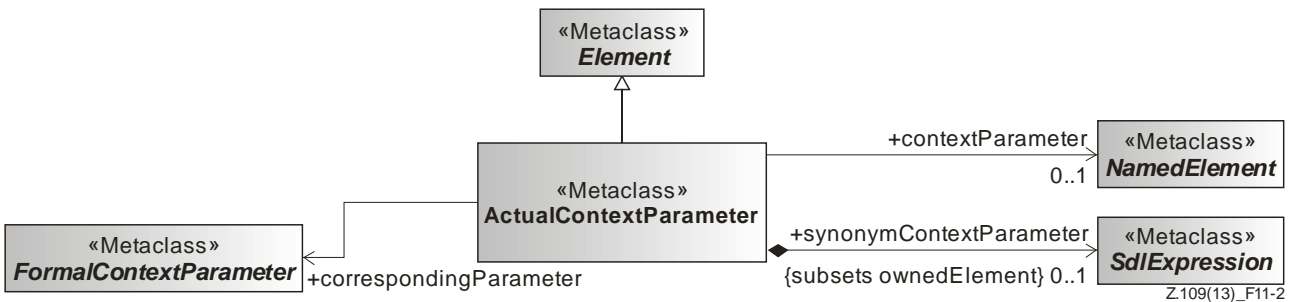 «Metaclass»
Element
+contextParameter
0..1
«Metaclass»
NamedElement
«Metaclass»
ActualContextParameter
«Metaclass»
FormalContextParameter
+correspondingParameter
+synonymContextParameter
{subsets ownedElement} 0..1
«Metaclass»
SdlExpression
Z.109(13)_F11-2